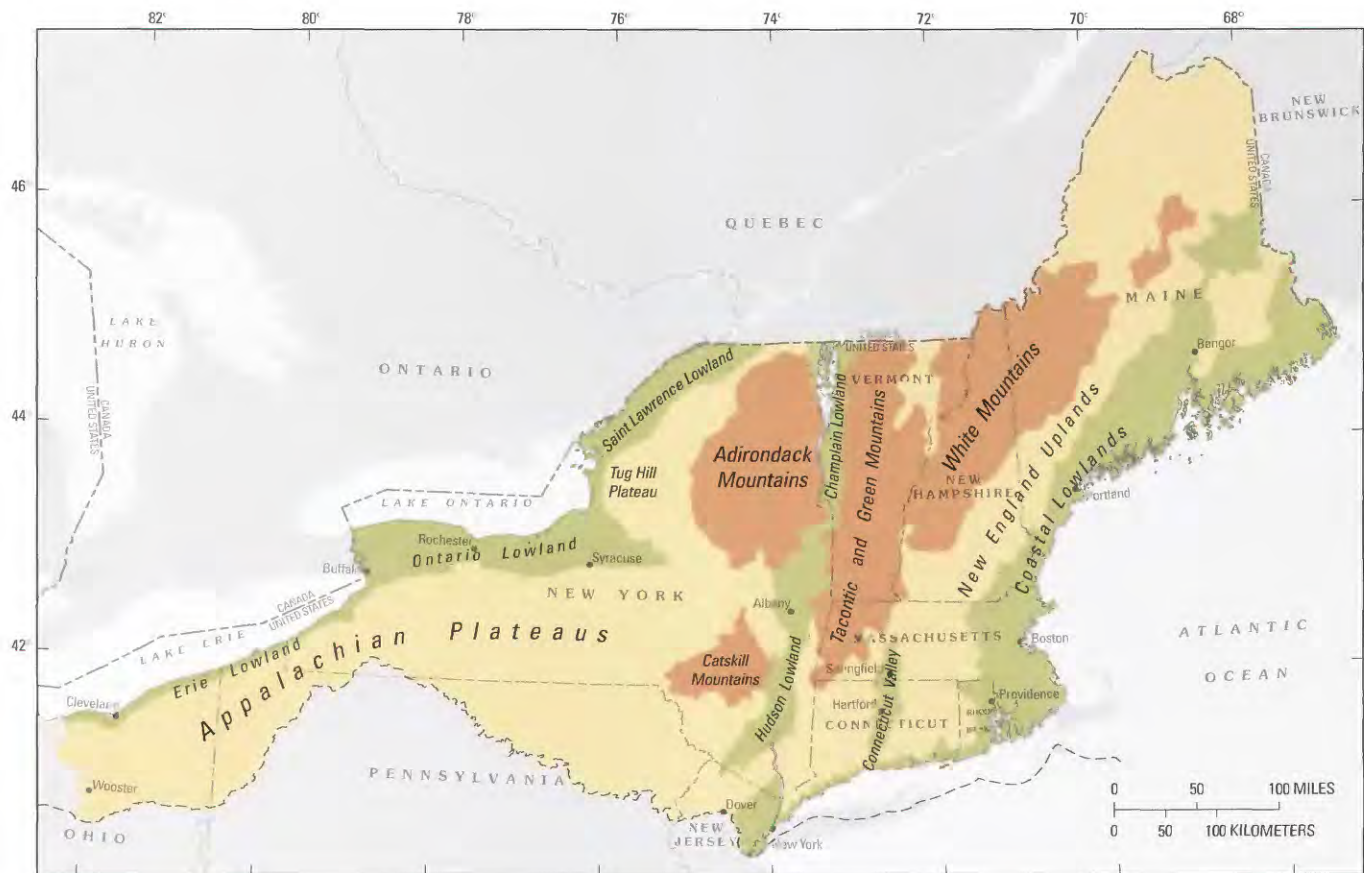 82°
80°
78°
76°
74°
72°
70°
68°
46°
44°
42°
NEW
BRUNSWICK
CANADA
UNITED STATES
QUEBEC
MAINE
LAKE
HURON
CANADA
UNITED STATES
ONTARIO
Bangor
UNITED STATES
VERMONT
Saint Lawrence Lowland
Champlain Lowland
White Mountains
Adirondack
Mountains
Tug Hill
Plateau
Tacontic and Green Mountains
NEW
HAMPSHIRE
New England Uplands
Coastal Lowlands
Portland
LAKE ONTARIO
Rochester
Ontario Lowland
Syracuse
Buffalo
NEW YORK
Albany
CANADA
UNITED STATES
LAKE ERIE
Erie Lowland
Appalachian Plateaus
MASSACHUSETTS
Boston
ATLANTIC
OCEAN
Catskill
Mountains
Hudson Lowland
Springfield
Connecticut Valley
Hartford
CONNECTICUT
Providence
Cleveland
Wooster
PENNSYLVANIA
OHIO
Dover
NEW
JERSEY
New York
0 50 100 MILES
0 50 100 KILOMETERS